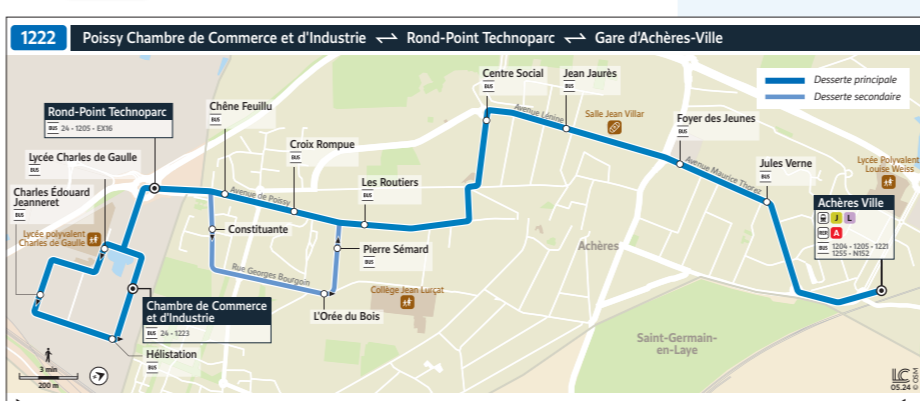 1222 Poissy Chambre de Commerce et d'Industrie ⇌ Rond-Point Technoparc ⇌ Gare d'Achères-Ville
Desserte principale
Desserte secondaire
Centre Social
BUS
Jean Jaurès
BUS
Avenue Lénine
Salle Jean Villar
Foyer des Jeunes
BUS
Avenue Maurice Thorez
Jules Verne
BUS
Lycée Polyvalent
Louise Weiss
Achères Ville
J L
RER A
BUS 1204 - 1205 - 1221
1255 - N152
Rond-Point Technoparc
BUS 24 - 1205 - EX16
Chêne Feuillu
BUS
Croix Rompue
BUS
Lycée Charles de Gaulle
BUS
Charles Édouard
Jeanneret
BUS
Lycée polyvalent
Charles de Gaulle
Avenue de Poissy
Les Routiers
BUS
Constituante
Pierre Sémard
BUS
Rue Georges Bourgoin
Collège Jean Lurçat
L'Orée du Bois
Achères
Chambre de Commerce
et d'Industrie
BUS 24 - 1223
Hélistation
BUS
Saint-Germain-
en-Laye
3 min
200 m
LC
05.24 © OSM